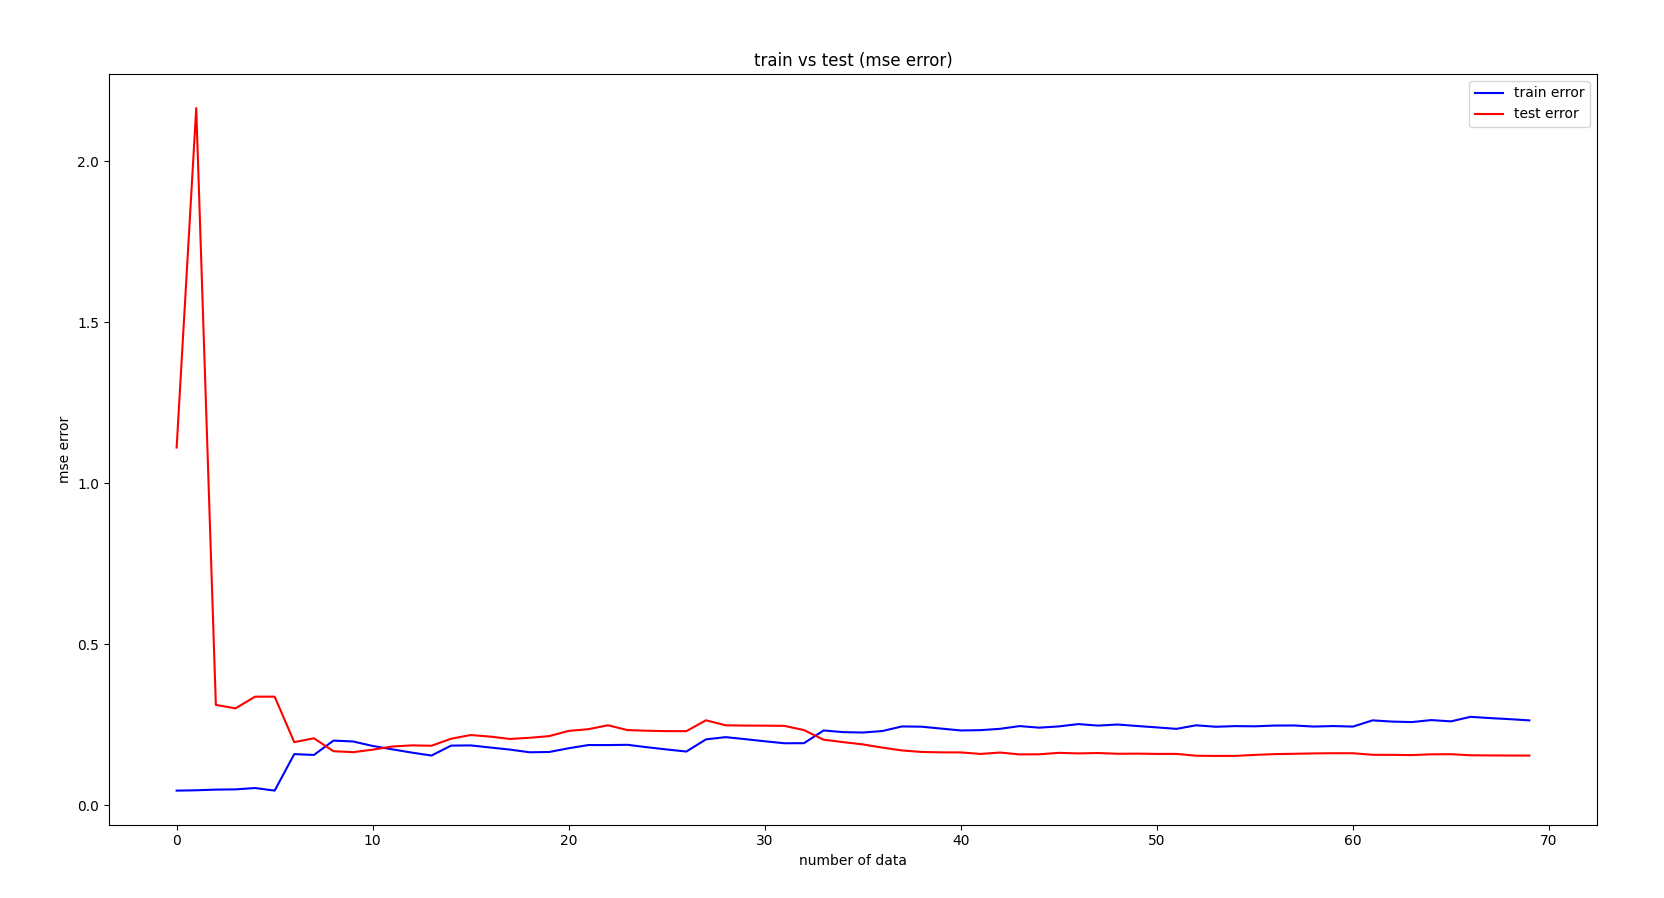 train vs test (mse error)
train error
test error
2.0
1.5
1.0
0.5
0.0
mse error
0 10 20 30 40 50 60 70
number of data